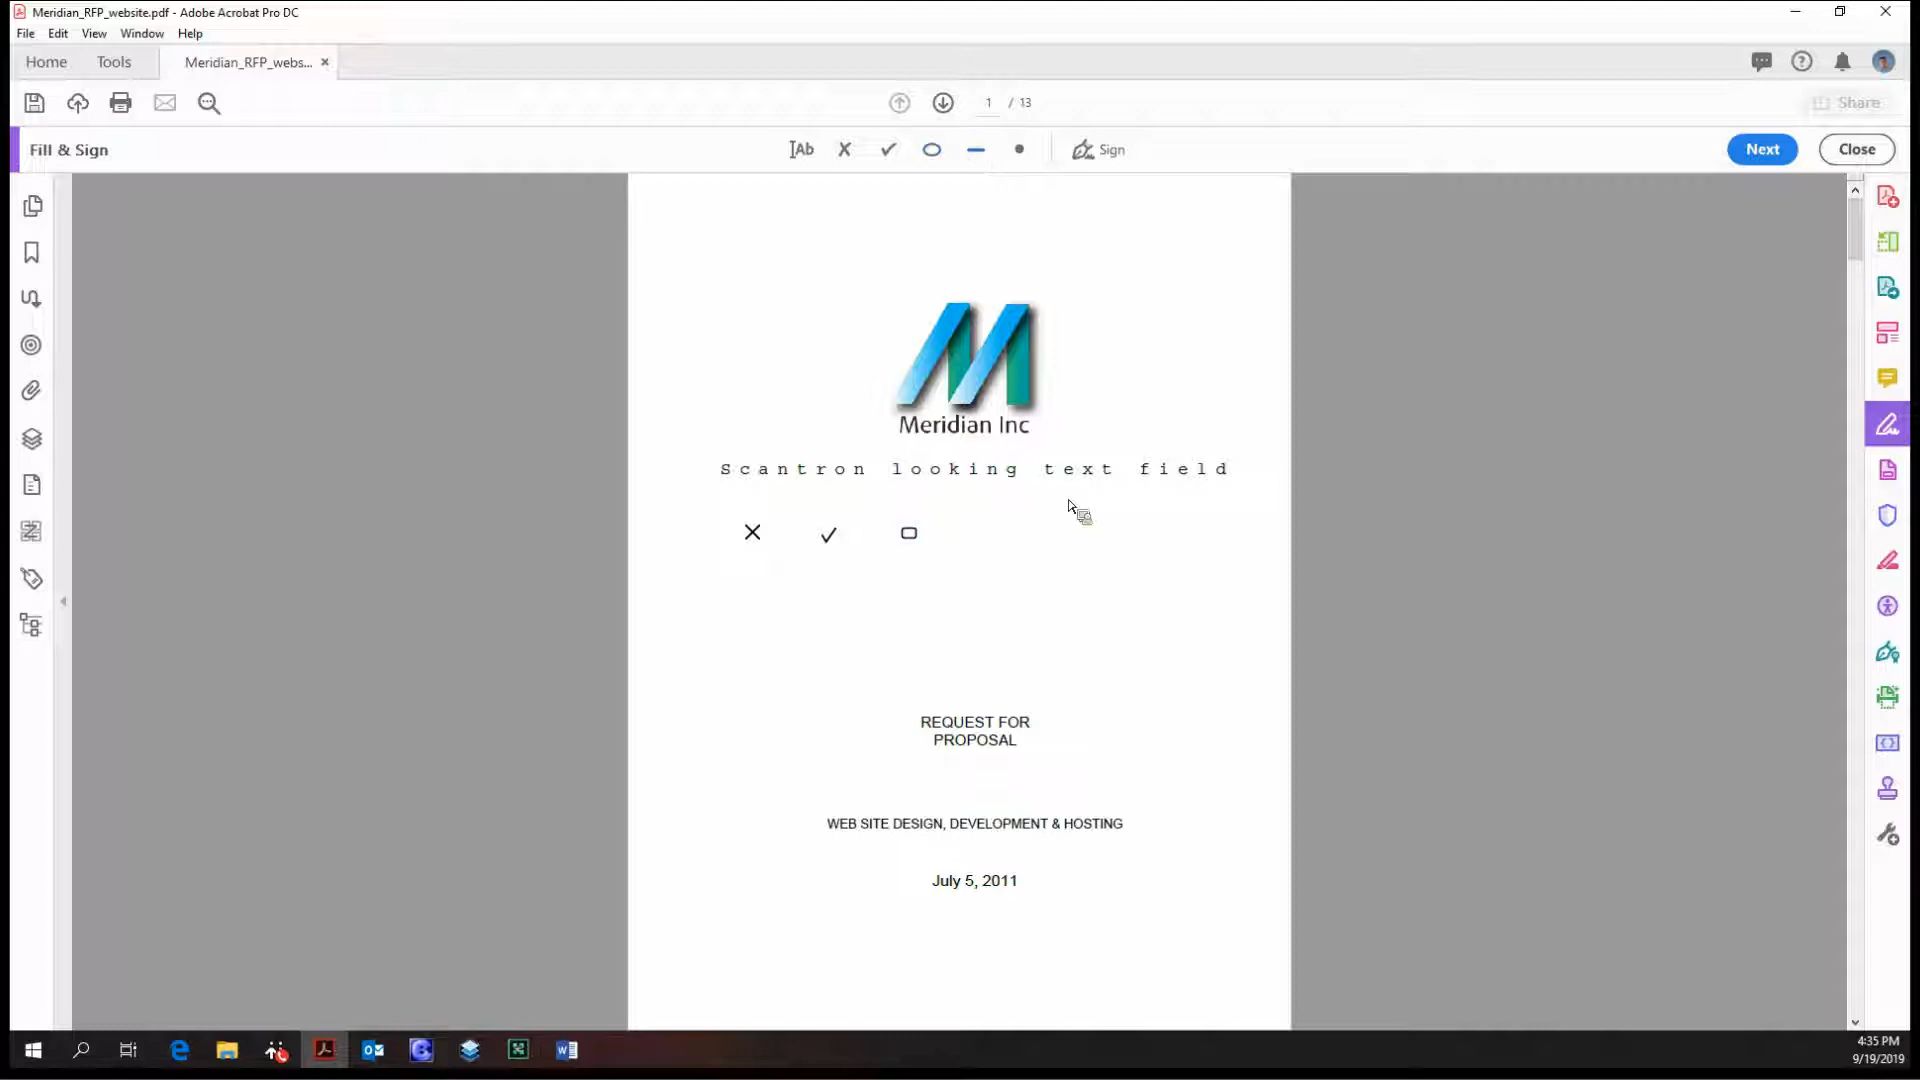 Meridian_RFP_website.pdf - Adobe Acrobat Pro DC
File Edit View Window Help
Home Tools Meridian_RFP_webs... ×
1 / 13
Share
Fill & Sign
Ab
Sign
Next
Close
Meridian Inc
Scantron looking text field
REQUEST FOR
PROPOSAL
WEB SITE DESIGN, DEVELOPMENT & HOSTING
July 5, 2011
4:35 PM
9/19/2019